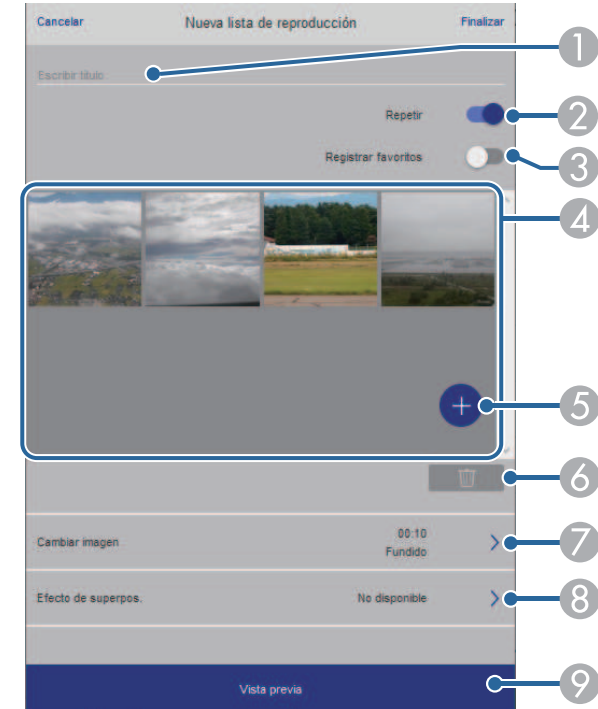 Cancelar Nueva lista de reproducción Finalizar
Escribir título
1
Repetir
2
Registrar favoritos
3
4
5
6
Cambiar imagen
00:10
Fundido
7
Efecto de superpos. No disponible
8
Vista previa
9